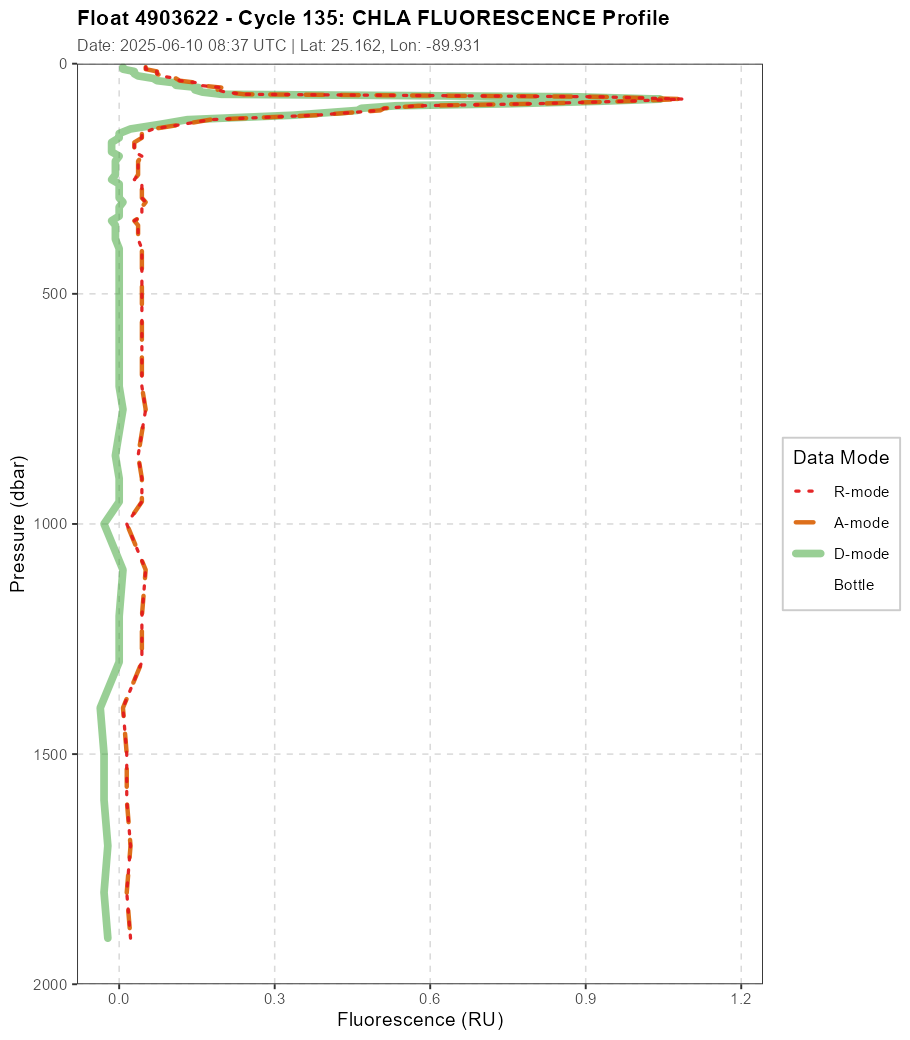 Float 4903622 - Cycle 135: CHLA FLUORESCENCE Profile
Date: 2025-06-10 08:37 UTC | Lat: 25.162, Lon: -89.931
0
500
1000
1500
2000
Pressure (dbar)
0.0 0.3 0.6 0.9 1.2
Fluorescence (RU)
Data Mode
R-mode
A-mode
D-mode
Bottle